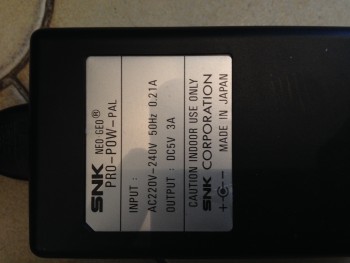 SNK NEO GEO®
PRO-POW-PAL
INPUT :
AC220V-240V 50Hz 0.21A
OUTPUT : DC5V 3A
CAUTION INDOOR USE ONLY
SNK CORPORATION
+ - MADE IN JAPAN